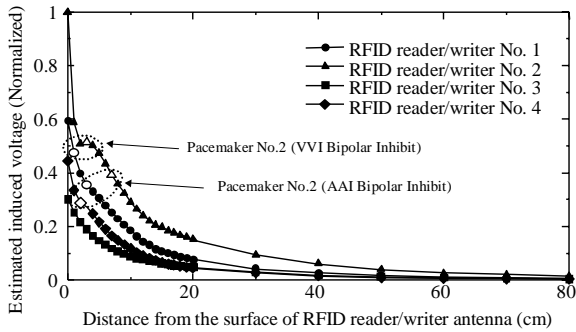 Estimated induced voltage (Normalized)
1
0.8
0.6
0.4
0.2
0
RFID reader/writer No. 1
RFID reader/writer No. 2
RFID reader/writer No. 3
RFID reader/writer No. 4
Pacemaker No.2 (VVI Bipolar Inhibit)
Pacemaker No.2 (AAI Bipolar Inhibit)
0 20 40 60 80
Distance from the surface of RFID reader/writer antenna (cm)